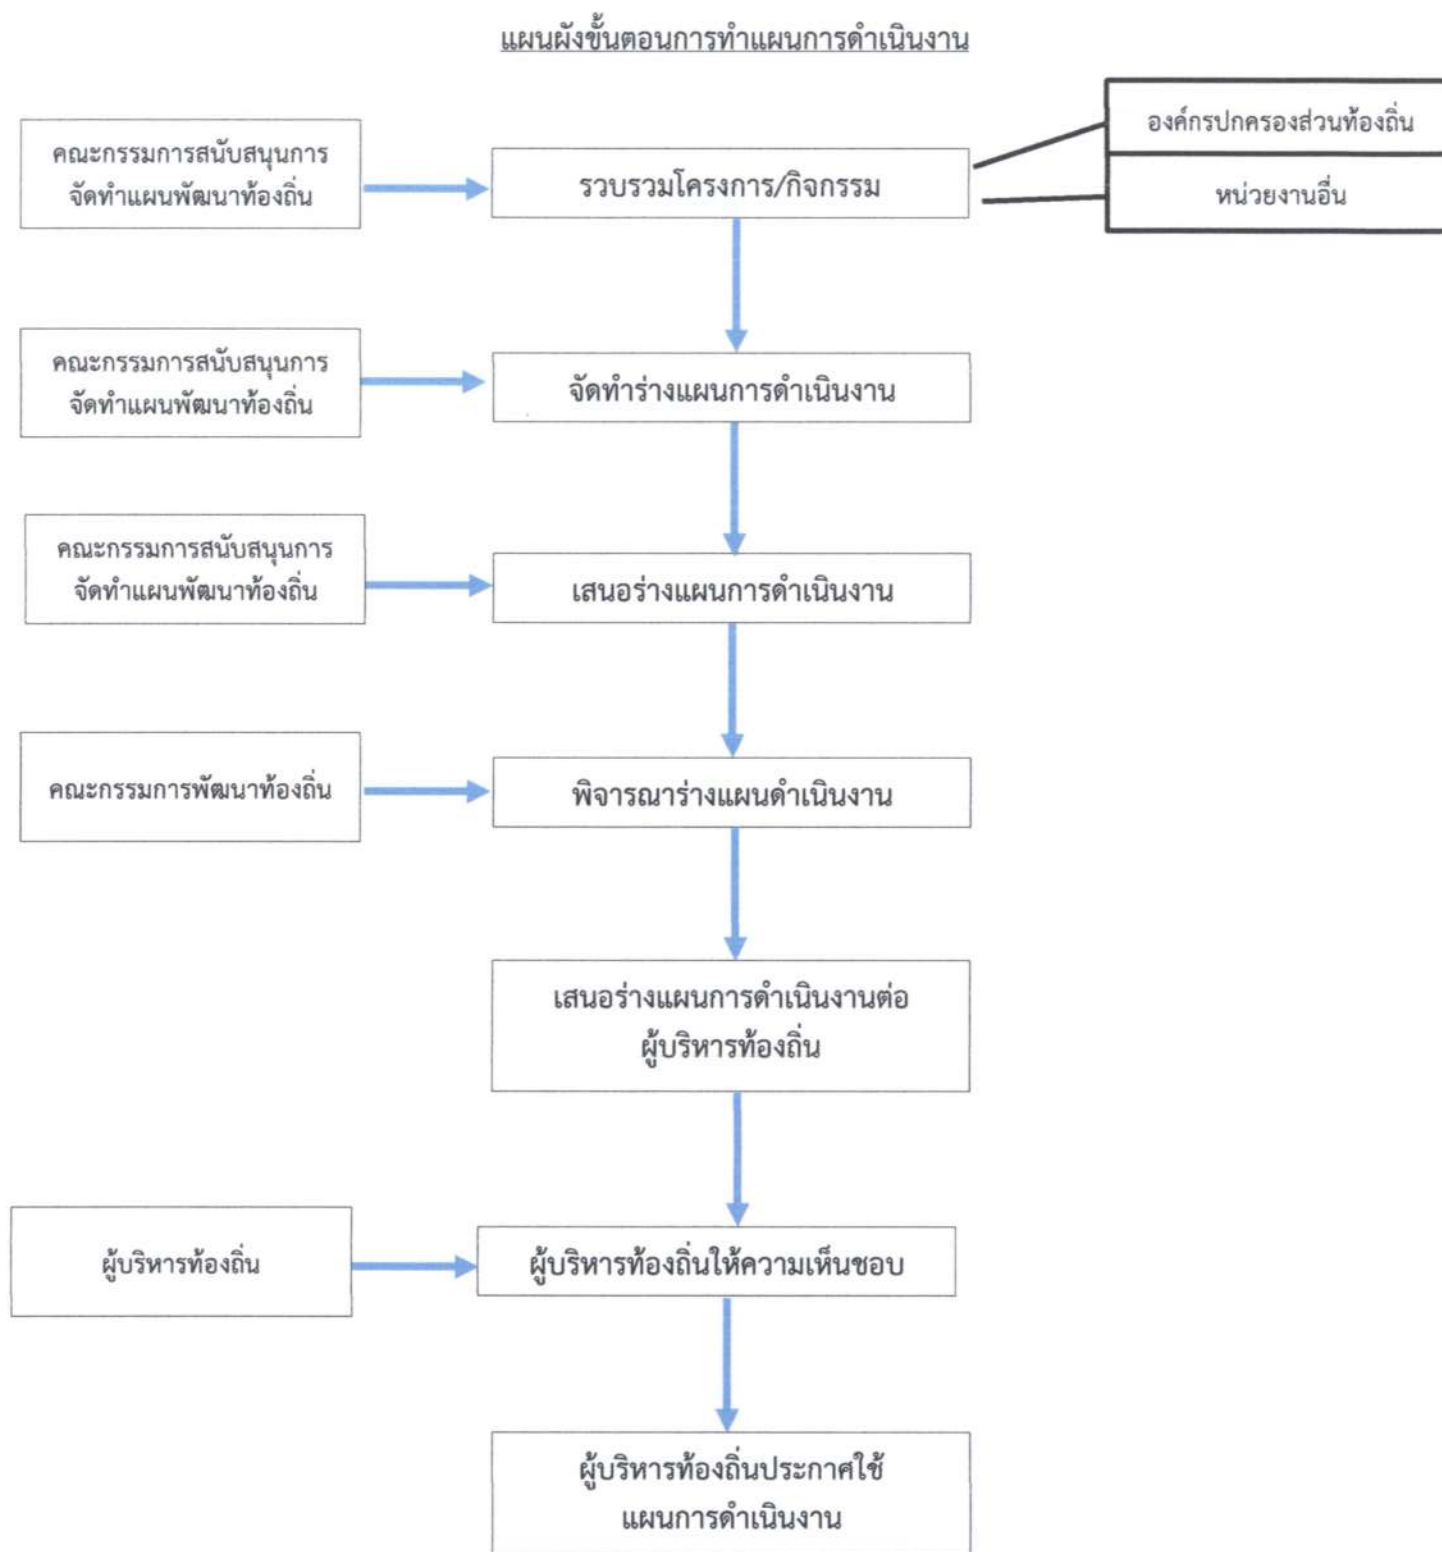 แผนผังขั้นตอนการทำแผนการดำเนินงาน
คณะกรรมการสนับสนุนการ
จัดทำแผนพัฒนาท้องถิ่น
รวบรวมโครงการ/กิจกรรม
องค์กรปกครองส่วนท้องถิ่น
หน่วยงานอื่น
คณะกรรมการสนับสนุนการ
จัดทำแผนพัฒนาท้องถิ่น
จัดทำร่างแผนการดำเนินงาน
คณะกรรมการสนับสนุนการ
จัดทำแผนพัฒนาท้องถิ่น
เสนอร่างแผนการดำเนินงาน
คณะกรรมการพัฒนาท้องถิ่น
พิจารณาร่างแผนดำเนินงาน
เสนอร่างแผนการดำเนินงานต่อ
ผู้บริหารท้องถิ่น
ผู้บริหารท้องถิ่น
ผู้บริหารท้องถิ่นให้ความเห็นชอบ
ผู้บริหารท้องถิ่นประกาศใช้
แผนการดำเนินงาน